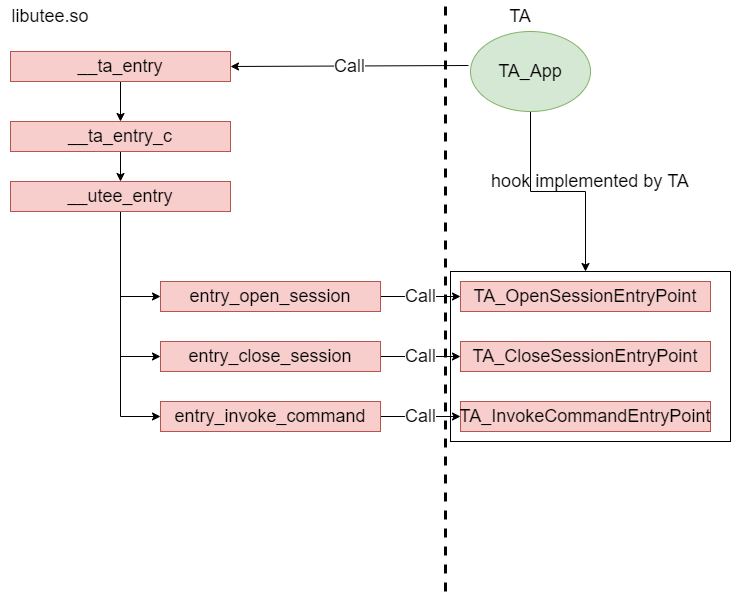 libutee.so
TA
__ta_entry
Call
TA_App
__ta_entry_c
__utee_entry
hook implemented by TA
entry_open_session
Call
TA_OpenSessionEntryPoint
entry_close_session
Call
TA_CloseSessionEntryPoint
entry_invoke_command
Call
TA_InvokeCommandEntryPoint